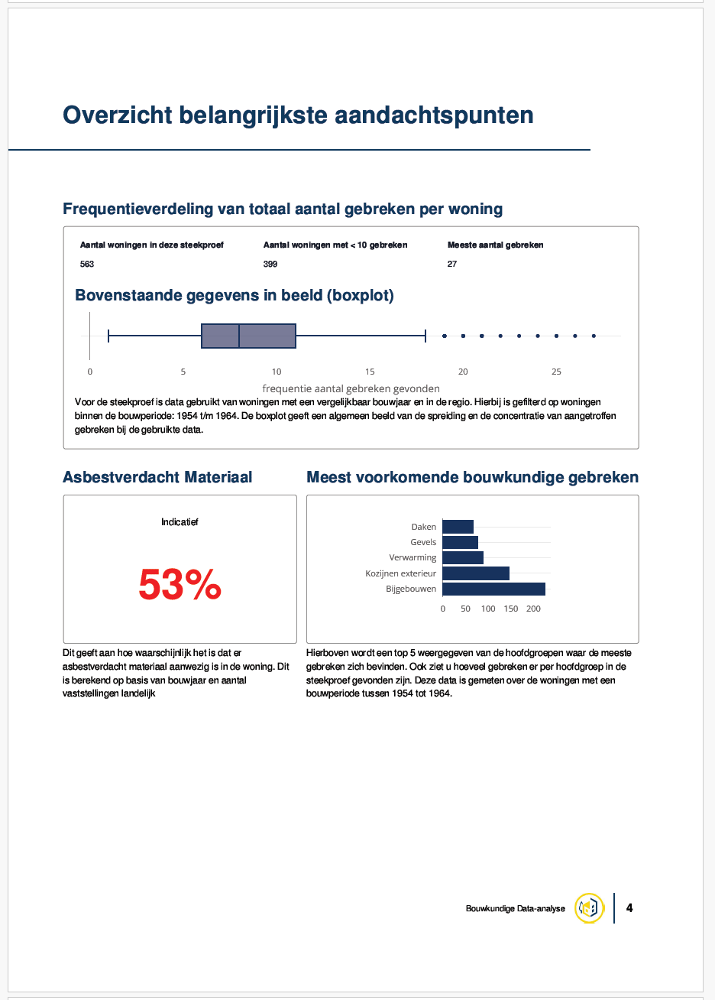 Overzicht belangrijkste aandachtspunten
Frequentieverdeling van totaal aantal gebreken per woning
Aantal woningen in deze steekproef
563
Aantal woningen met < 10 gebreken
399
Meeste aantal gebreken
27
Bovenstaande gegevens in beeld (boxplot)
0 5 10 15 20 25
frequentie aantal gebreken gevonden
Voor de steekproef is data gebruikt van woningen met een vergelijkbaar bouwjaar en in de regio. Hierbij is gefilterd op woningen
binnen de bouwperiode: 1954 t/m 1964. De boxplot geeft een algemeen beeld van de spreiding en de concentratie van aangetroffen
gebreken bij de gebruikte data.
Asbestverdacht Materiaal
Indicatief
53%
Dit geeft aan hoe waarschijnlijk het is dat er
asbestverdacht materiaal aanwezig is in de woning. Dit
is berekend op basis van bouwjaar en aantal
vaststellingen landelijk
Meest voorkomende bouwkundige gebreken
Daken
Gevels
Verwarming
Kozijnen exterieur
Bijgebouwen
0 50 100 150 200
Hierboven wordt een top 5 weergegeven van de hoofdgroepen waar de meeste
gebreken zich bevinden. Ook ziet u hoeveel gebreken er per hoofdgroep in de
steekproef gevonden zijn. Deze data is gemeten over de woningen met een
bouwperiode tussen 1954 tot 1964.
Bouwkundige Data-analyse
4